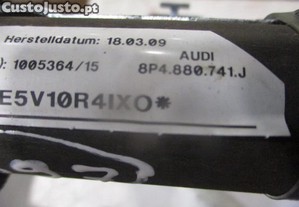 CustoJusto.pt
Herstelldatum: 18.03.09 AUDI
): 1005364/15 8P4.880.741.J
E5V10R4IXO*